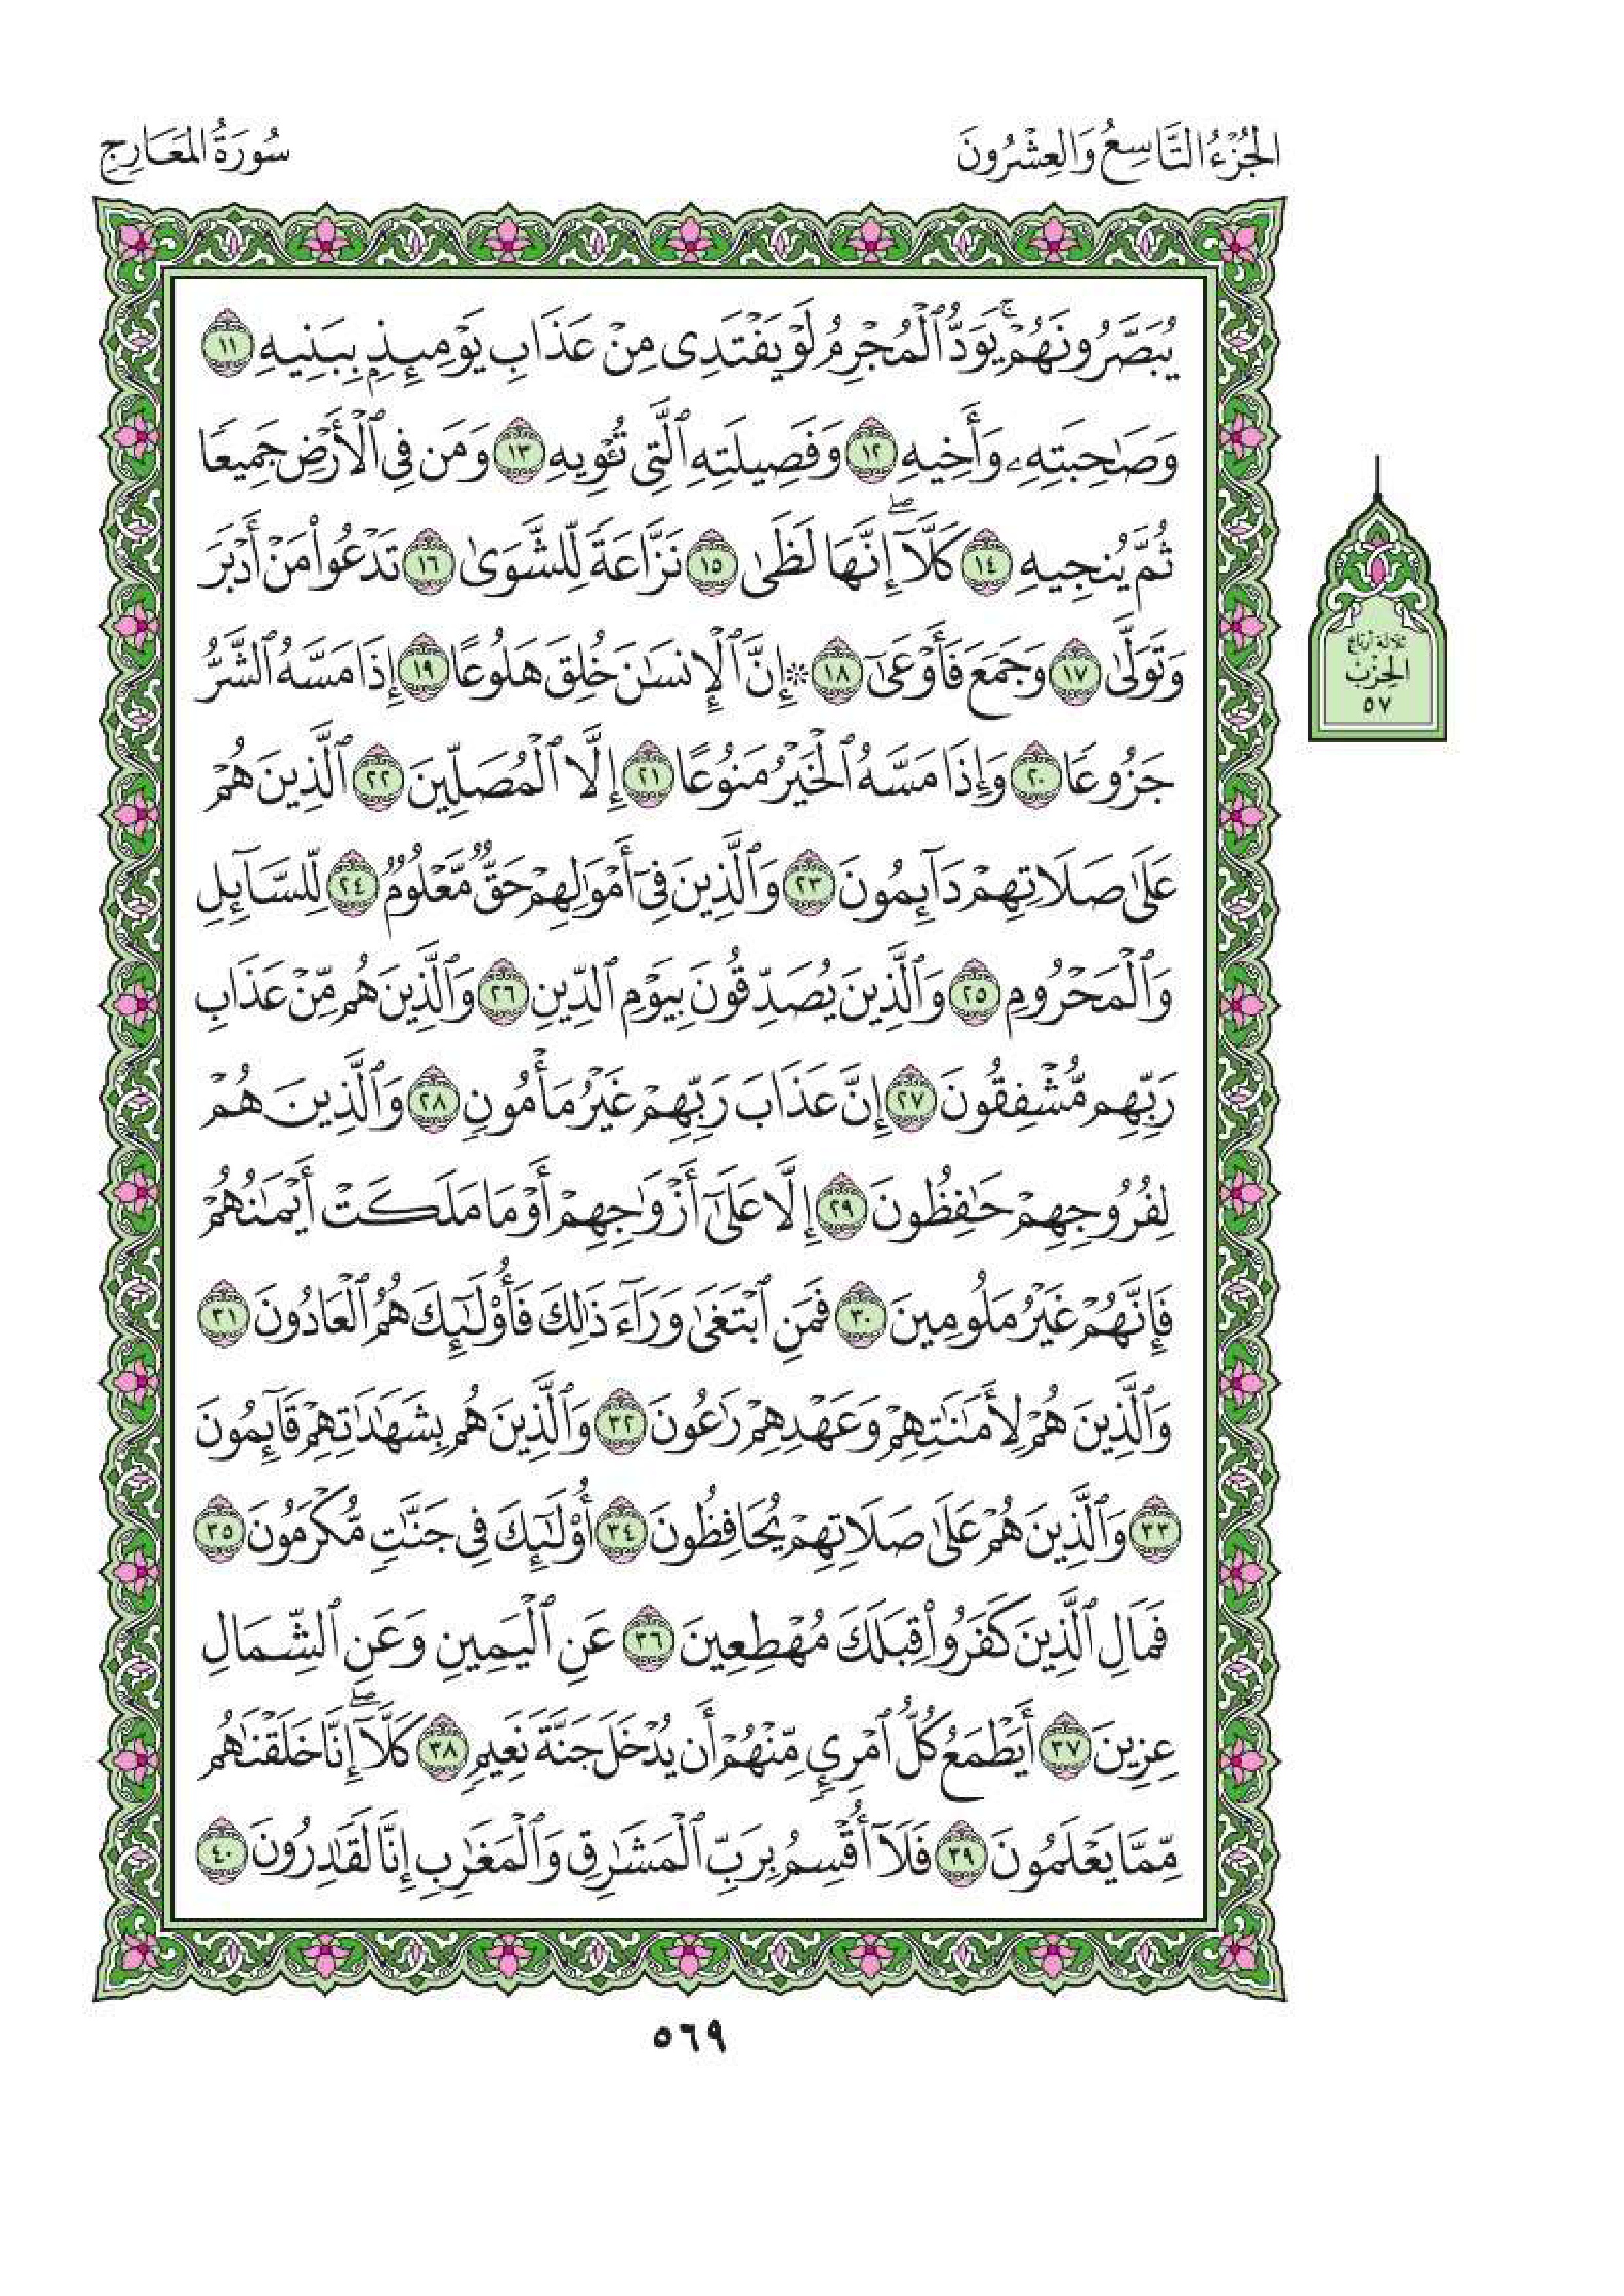 الجُزْءُ التَّاسِعُ وَالعِشْرُونَ
سُورَةُ المَعَارِجِ
يُبَصَّرُونَهُمْۚ يَوَدُّ ٱلْمُجْرِمُ لَوْ يَفْتَدِى مِنْ عَذَابِ يَوْمِئِذٍۭ بِبَنِيهِ ١١
وَصَٰحِبَتِهِۦ وَأَخِيهِ ١٢ وَفَصِيلَتِهِ ٱلَّتِى تُـْٔوِيهِ ١٣ وَمَن فِى ٱلْأَرْضِ جَمِيعًا
ثُمَّ يُنجِيهِ ١٤ كَلَّآۖ إِنَّهَا لَظَىٰ ١٥ نَزَّاعَةً لِّلشَّوَىٰ ١٦ تَدْعُوا۟ مَنْ أَدْبَرَ
وَتَوَلَّىٰ ١٧ وَجَمَعَ فَأَوْعَىٰٓ ١٨ ۞ إِنَّ ٱلْإِنسَٰنَ خُلِقَ هَلُوعًا ١٩ إِذَا مَسَّهُ ٱلشَّرُّ
جَزُوعًا ٢٠ وَإِذَا مَسَّهُ ٱلْخَيْرُ مَنُوعًا ٢١ إِلَّا ٱلْمُصَلِّينَ ٢٢ ٱلَّذِينَ هُمْ
عَلَىٰ صَلَاتِهِمْ دَآئِمُونَ ٢٣ وَٱلَّذِينَ فِىٓ أَمْوَٰلِهِمْ حَقٌّ مَّعْلُومٌ ٢٤ لِّلسَّآئِلِ
وَٱلْمَحْرُومِ ٢٥ وَٱلَّذِينَ يُصَدِّقُونَ بِيَوْمِ ٱلدِّينِ ٢٦ وَٱلَّذِينَ هُم مِّنْ عَذَابِ
رَبِّهِم مُّشْفِقُونَ ٢٧ إِنَّ عَذَابَ رَبِّهِمْ غَيْرُ مَأْمُونٍ ٢٨ وَٱلَّذِينَ هُمْ
لِفُرُوجِهِمْ حَٰفِظُونَ ٢٩ إِلَّا عَلَىٰٓ أَزْوَٰجِهِمْ أَوْ مَا مَلَكَتْ أَيْمَٰنُهُمْ
فَإِنَّهُمْ غَيْرُ مَلُومِينَ ٣٠ فَمَنِ ٱبْتَغَىٰ وَرَآءَ ذَٰلِكَ فَأُو۟لَٰٓئِكَ هُمُ ٱلْعَادُونَ ٣١
وَٱلَّذِينَ هُمْ لِأَمَٰنَٰتِهِمْ وَعَهْدِهِمْ رَٰعُونَ ٣٢ وَٱلَّذِينَ هُم بِشَهَٰدَٰتِهِمْ قَآئِمُونَ
٣٣ وَٱلَّذِينَ هُمْ عَلَىٰ صَلَاتِهِمْ يُحَافِظُونَ ٣٤ أُو۟لَٰٓئِكَ فِى جَنَّٰتٍ مُّكْرَمُونَ ٣٥
فَمَالِ ٱلَّذِينَ كَفَرُوا۟ قِبَلَكَ مُهْطِعِينَ ٣٦ عَنِ ٱلْيَمِينِ وَعَنِ ٱلشِّمَالِ
عِزِينَ ٣٧ أَيَطْمَعُ كُلُّ ٱمْرِئٍ مِّنْهُمْ أَن يُدْخَلَ جَنَّةَ نَعِيمٍ ٣٨ كَلَّآۖ إِنَّا خَلَقْنَٰهُم
مِّمَّا يَعْلَمُونَ ٣٩ فَلَآ أُقْسِمُ بِرَبِّ ٱلْمَشَٰرِقِ وَٱلْمَغَٰرِبِ إِنَّا لَقَٰدِرُونَ ٤٠
ثلاثة أرباع
الحِزْب
٥٧
٥٦٩